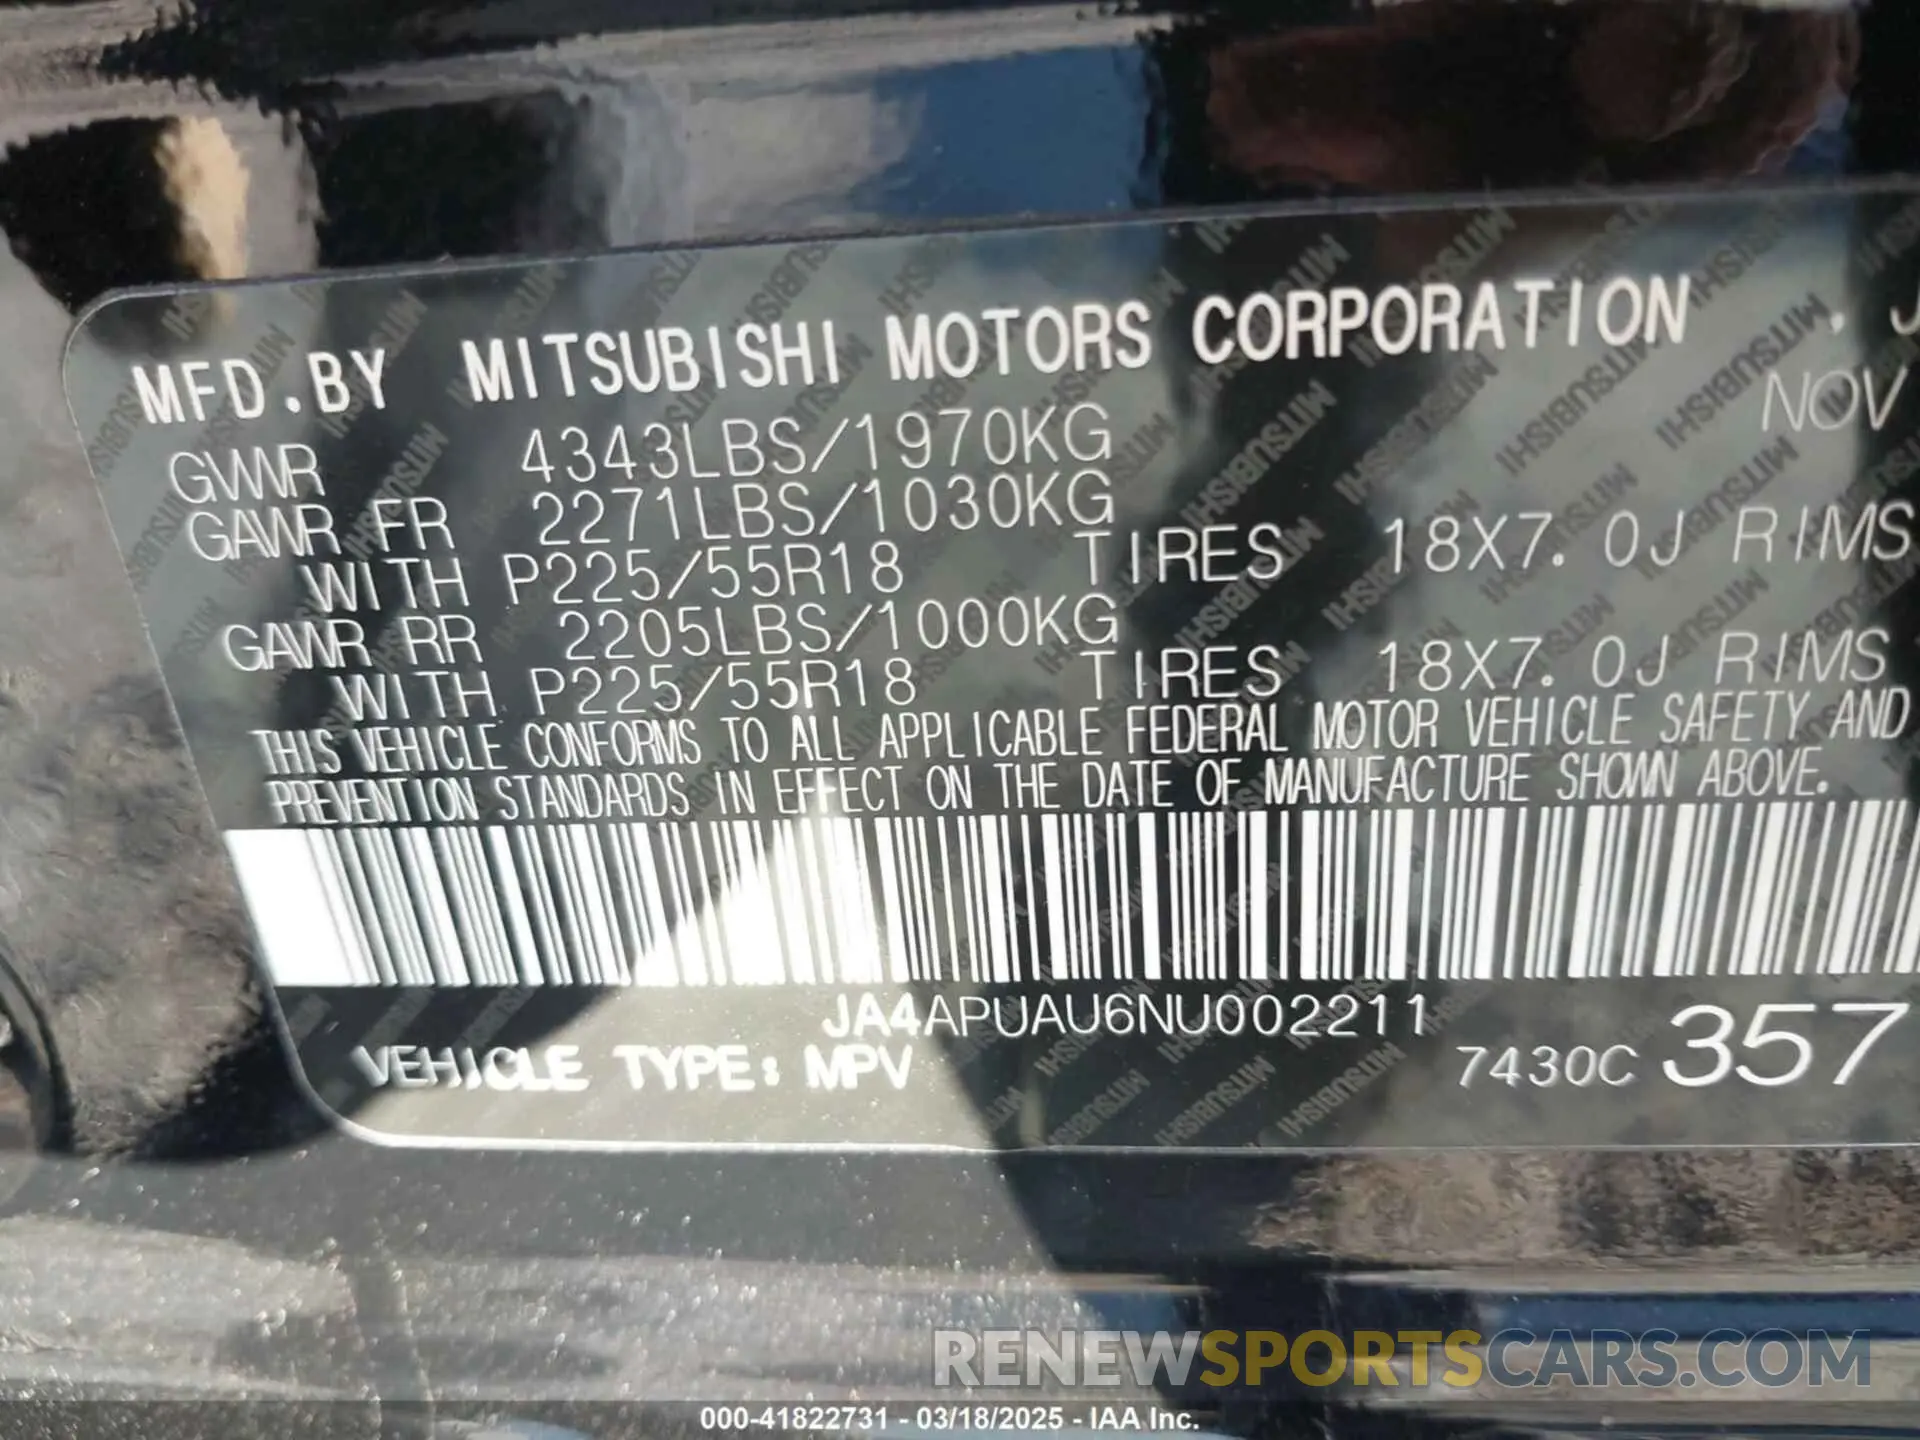 MFD.BY MITSUBISHI MOTORS CORPORATION . J
NOV
GVWR 4343LBS/1970KG
GAWR FR 2271LBS/1030KG
WITH P225/55R18 TIRES 18X7.0J RIMS
GAWR RR 2205LBS/1000KG
WITH P225/55R18 TIRES 18X7.0J RIMS
THIS VEHICLE CONFORMS TO ALL APPLICABLE FEDERAL MOTOR VEHICLE SAFETY AND
PREVENTION STANDARDS IN EFFECT ON THE DATE OF MANUFACTURE SHOWN ABOVE.
JA4APUAU6NU002211
VEHICLE TYPE: MPV 7430C 357
RENEWSPORTSCARS.COM
000-41822731 - 03/18/2025 - IAA Inc.